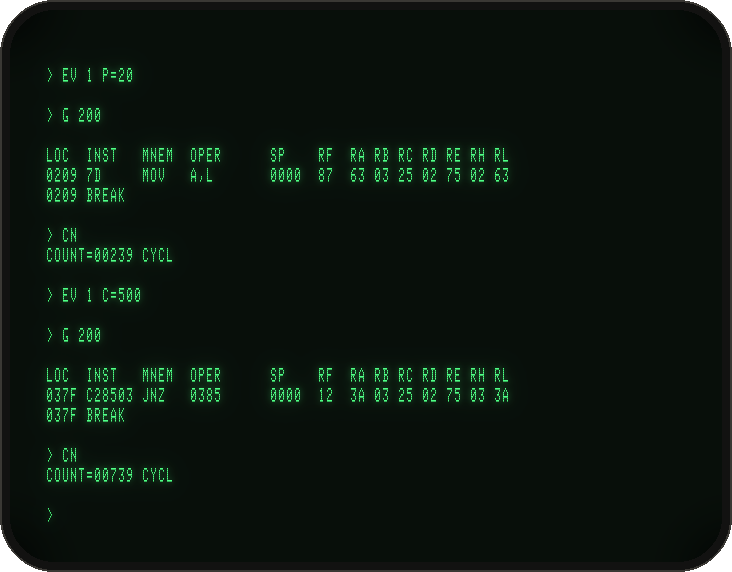 > EV 1 P=20
> G 200
LOC  INST   MNEM  OPER      SP    RF  RA RB RC RD RE RH RL
0209 7D     MOV   A,L       0000  87  63 03 25 02 75 02 63
0209 BREAK
> CN
COUNT=00239 CYCL
> EV 1 C=500
> G 200
LOC  INST   MNEM  OPER      SP    RF  RA RB RC RD RE RH RL
037F C28503 JNZ   0385      0000  12  3A 03 25 02 75 03 3A
037F BREAK
> CN
COUNT=00739 CYCL
>